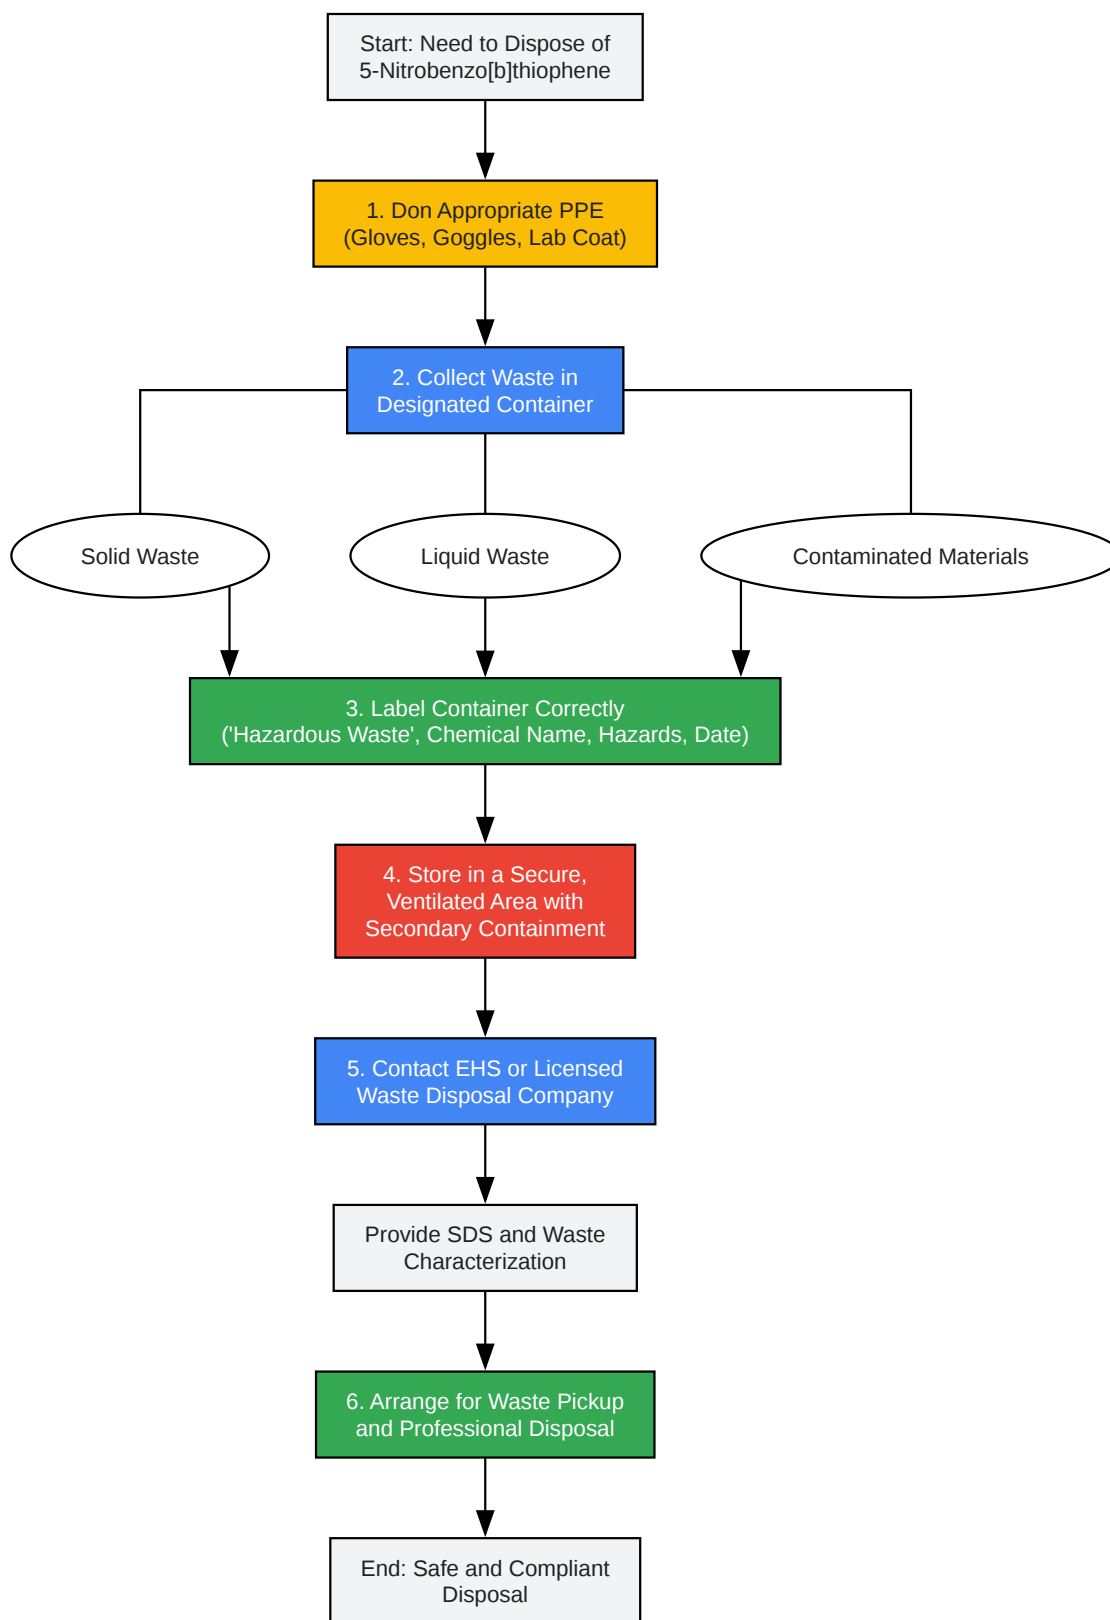 Start: Need to Dispose of
5-Nitrobenzo[b]thiophene
1. Don Appropriate PPE
(Gloves, Goggles, Lab Coat)
2. Collect Waste in
Designated Container
Solid Waste
Liquid Waste
Contaminated Materials
3. Label Container Correctly
('Hazardous Waste', Chemical Name, Hazards, Date)
4. Store in a Secure,
Ventilated Area with
Secondary Containment
5. Contact EHS or Licensed
Waste Disposal Company
Provide SDS and Waste
Characterization
6. Arrange for Waste Pickup
and Professional Disposal
End: Safe and Compliant
Disposal